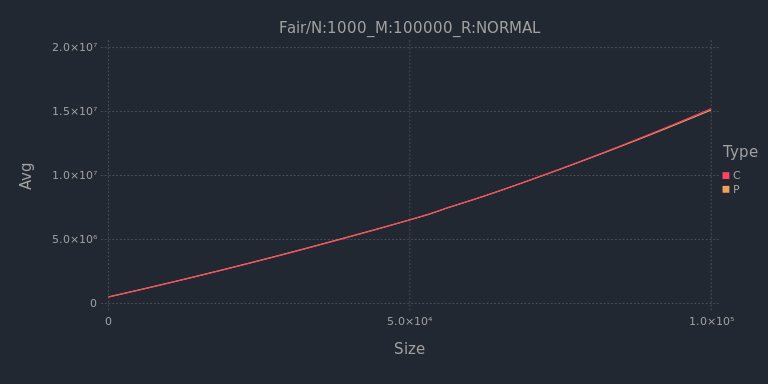 Fair/N:1000_M:100000_R:NORMAL
2.0×10⁷
1.5×10⁷
1.0×10⁷
5.0×10⁶
0
Avg
0
5.0×10⁴
1.0×10⁵
Size
Type
C
P